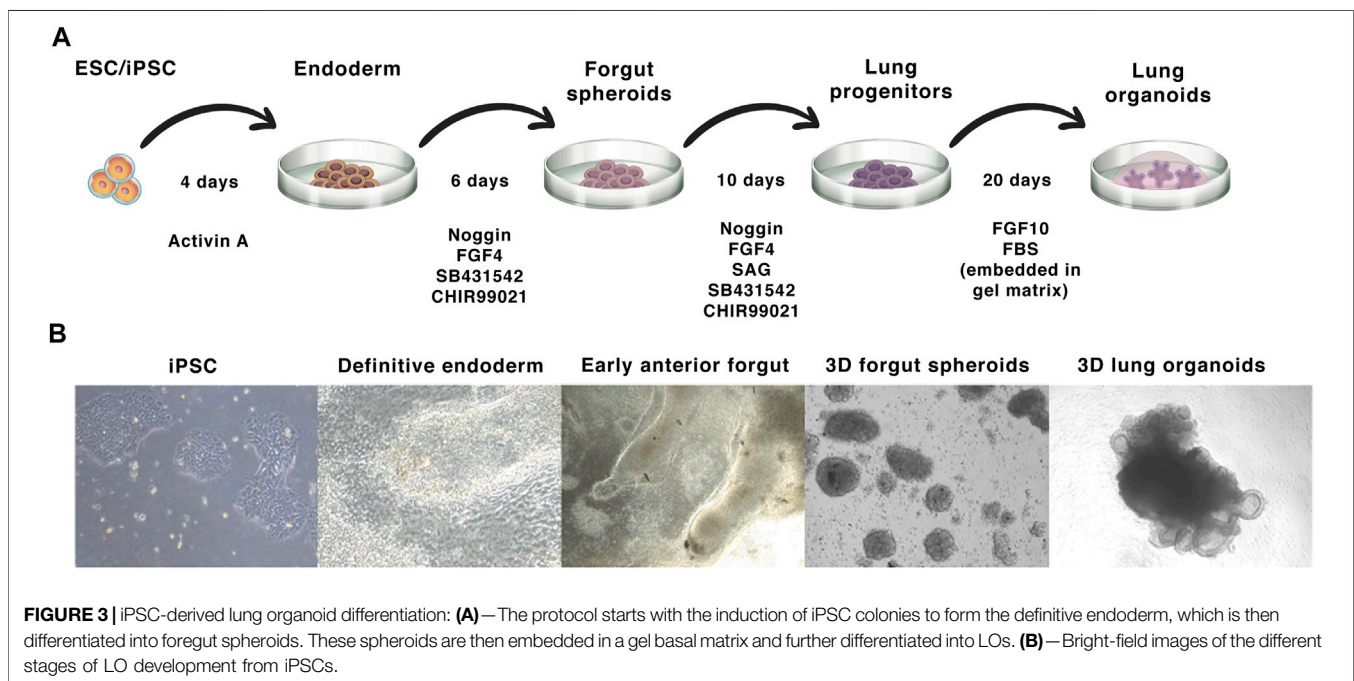 A
ESC/iPSC
Endoderm
Forgut
spheroids
Lung
progenitors
Lung
organoids
4 days
6 days
10 days
20 days
Activin A
Noggin
FGF4
SB431542
CHIR99021
Noggin
FGF4
SAG
SB431542
CHIR99021
FGF10
FBS
(embedded in
gel matrix)
B
iPSC
Definitive endoderm
Early anterior forgut
3D forgut spheroids
3D lung organoids
FIGURE 3 | iPSC-derived lung organoid differentiation: (A)—The protocol starts with the induction of iPSC colonies to form the definitive endoderm, which is then
differentiated into foregut spheroids. These spheroids are then embedded in a gel basal matrix and further differentiated into LOs. (B)—Bright-field images of the different
stages of LO development from iPSCs.